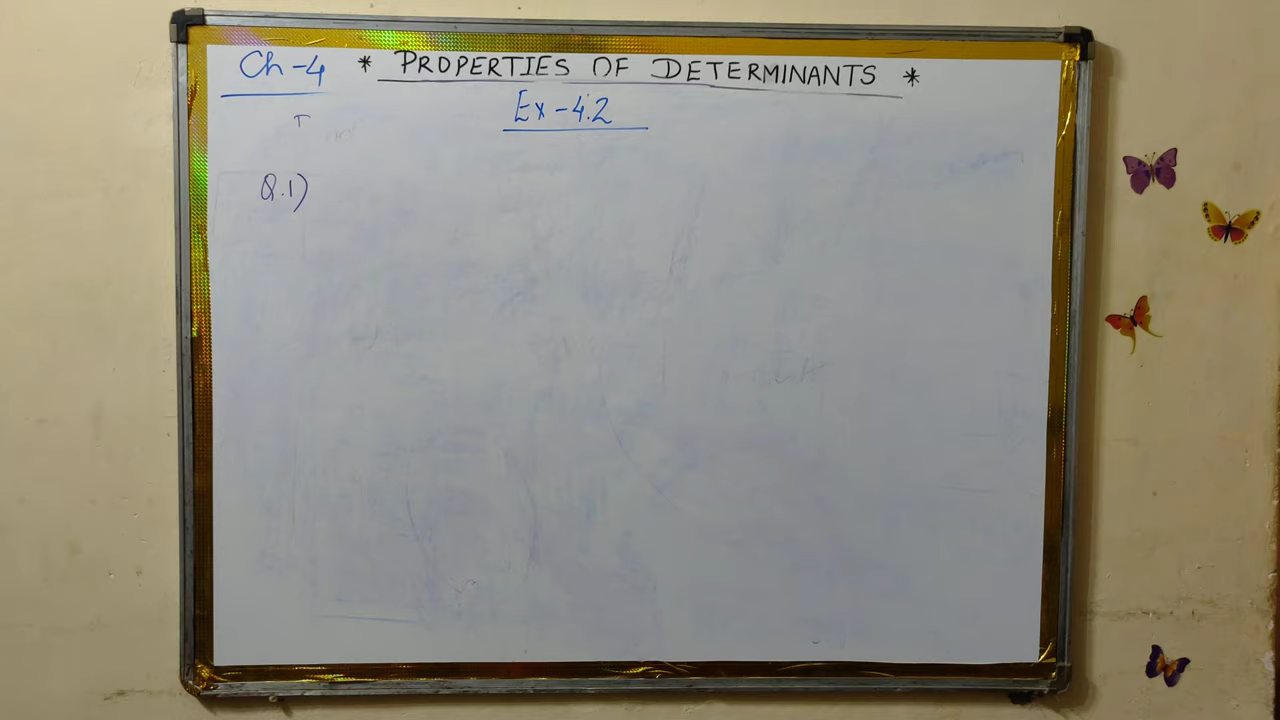 Ch-4 * PROPERTIES OF DETERMINANTS *
Ex-4.2
Q.1)